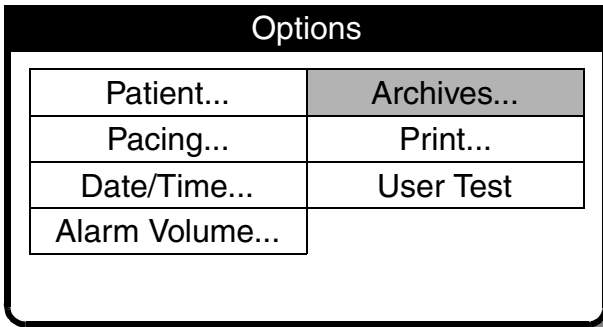 Options
Patient... Archives...
Pacing... Print...
Date/Time... User Test
Alarm Volume...